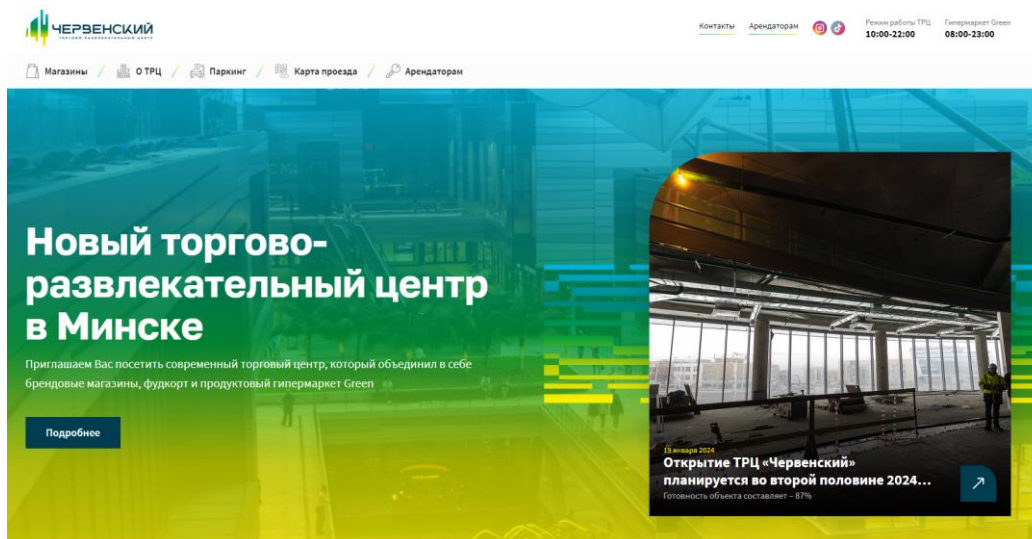 ЧЕРВЕНСКИЙ
ТОРГОВО-РАЗВЛЕКАТЕЛЬНЫЙ ЦЕНТР
Контакты
Арендаторам
Режим работы ТРЦ
10:00-22:00
Гипермаркет Green
08:00-23:00
Магазины / О ТРЦ / Паркинг / Карта проезда / Арендаторам
Новый торгово-
развлекательный центр
в Минске
Приглашаем Вас посетить современный торговый центр, который объединил в себе
брендовые магазины, фудкорт и продуктовый гипермаркет Green
Подробнее
19 января 2024
Открытие ТРЦ «Червенский»
планируется во второй половине 2024...
Готовность объекта составляет – 87%